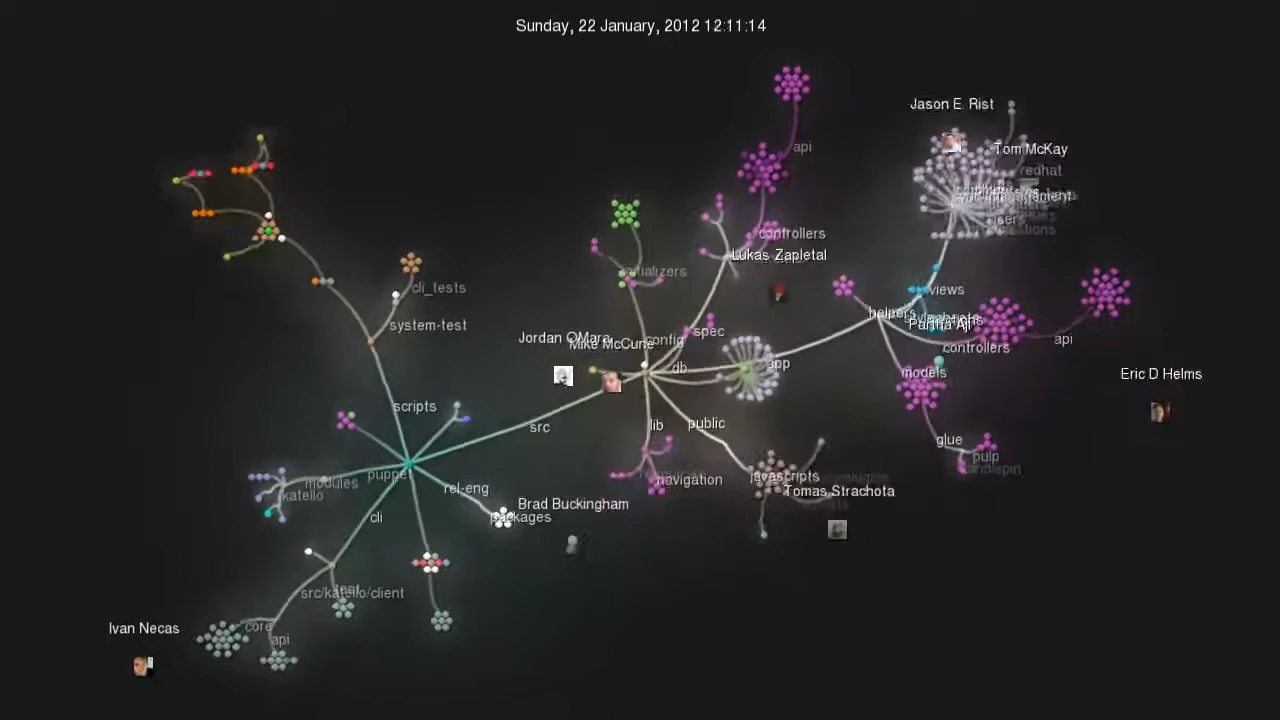 Sunday, 22 January, 2012 12:11:14
Jason E. Rist
Tom McKay
api
redhat
controllers
Lukas Zapletal
initializers
cli_tests
views
helpers
system-test
spec
Jordan OMara
Mike McCune
config
Partha Aji
controllers
api
db
app
models
Eric D Helms
scripts
src
lib
public
glue
pulp
puppet
modules
katello
rel-eng
javascripts
navigation
Tomas Strachota
Brad Buckingham
packages
cli
src/katello/client
core
api
Ivan Necas